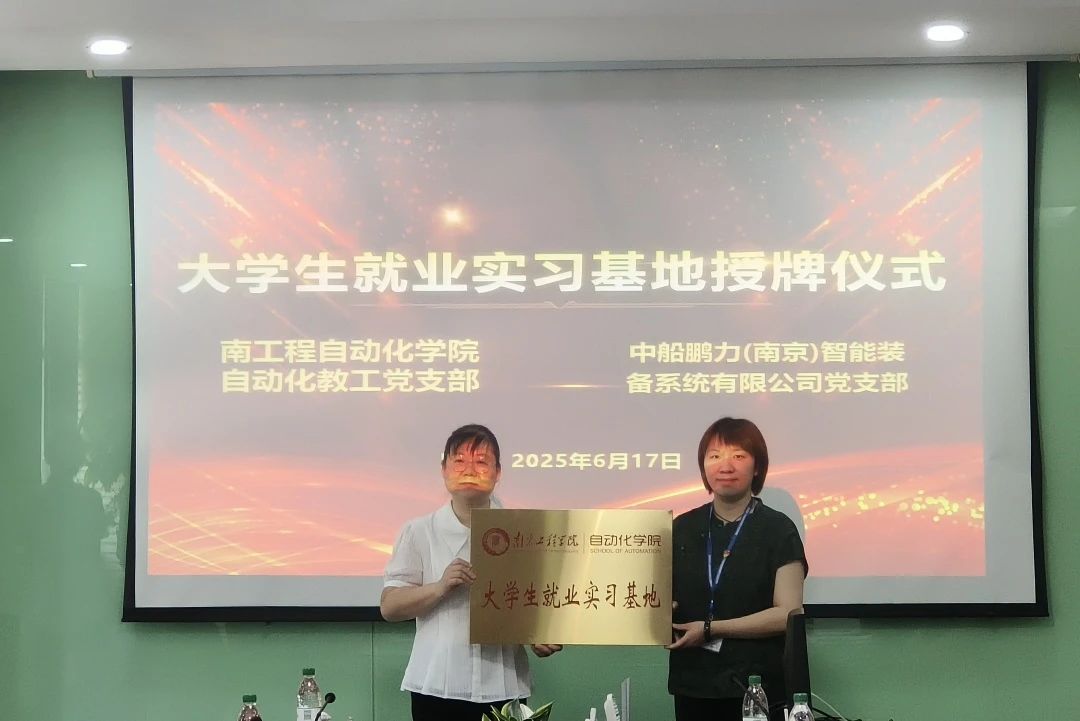 大学生就业实习基地授牌仪式
南工程自动化学院
自动化教工党支部
中船鹏力(南京)智能装
备系统有限公司党支部
2025年6月17日
南京工程学院
自动化学院
SCHOOL OF AUTOMATION
大学生就业实习基地